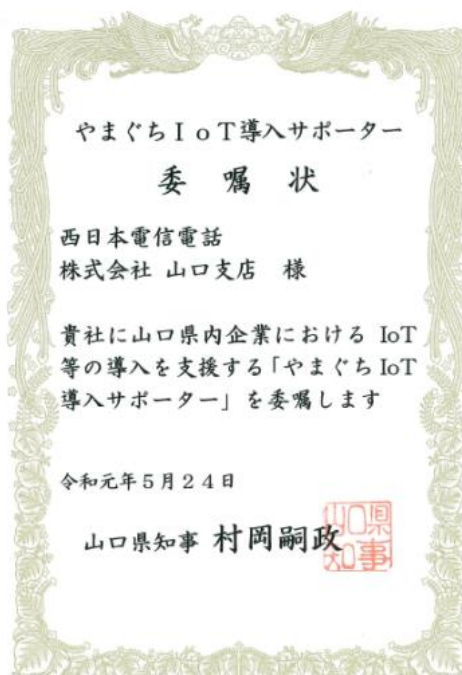 やまぐちIoT導入サポーター
委嘱状
西日本電信電話
株式会社 山口支店 様
貴社に山口県内企業における IoT
等の導入を支援する「やまぐち IoT
導入サポーター」を委嘱します
令和元年5月24日
山口県知事 村岡嗣政
山口県
知事